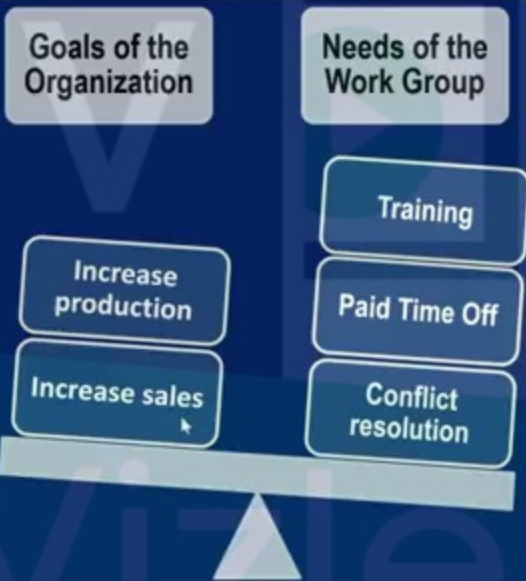 Goals of the
Organization
Needs of the
Work Group
Increase
production
Increase sales
Training
Paid Time Off
Conflict
resolution